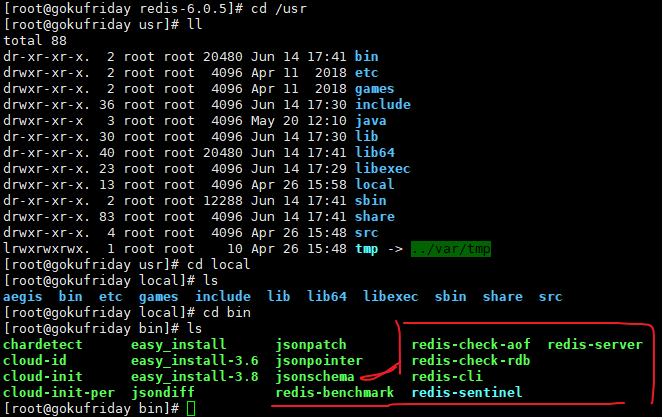 [root@gokufriday redis-6.0.5]# cd /usr
[root@gokufriday usr]# ll
total 88
dr-xr-xr-x.  2 root root 20480 Jun 14 17:41 bin
drwxr-xr-x.  2 root root  4096 Apr 11  2018 etc
drwxr-xr-x.  2 root root  4096 Apr 11  2018 games
drwxr-xr-x. 36 root root  4096 Jun 14 17:30 include
drwxr-xr-x   3 root root  4096 May 20 12:10 java
dr-xr-xr-x. 30 root root  4096 Jun 14 17:30 lib
dr-xr-xr-x. 40 root root 20480 Jun 14 17:41 lib64
drwxr-xr-x. 23 root root  4096 Jun 14 17:29 libexec
drwxr-xr-x. 13 root root  4096 Apr 26 15:58 local
dr-xr-xr-x.  2 root root 12288 Jun 14 17:41 sbin
drwxr-xr-x. 83 root root  4096 Jun 14 17:41 share
drwxr-xr-x.  4 root root  4096 Apr 26 15:48 src
lrwxrwxrwx.  1 root root    10 Apr 26 15:48 tmp -> ../var/tmp
[root@gokufriday usr]# cd local
[root@gokufriday local]# ls
aegis  bin  etc  games  include  lib  lib64  libexec  sbin  share  src
[root@gokufriday local]# cd bin
[root@gokufriday bin]# ls
chardetect      easy_install      jsonpatch        redis-check-aof  redis-server
cloud-id        easy_install-3.6  jsonpointer      redis-check-rdb
cloud-init      easy_install-3.8  jsonschema       redis-cli
cloud-init-per  jsondiff          redis-benchmark  redis-sentinel
[root@gokufriday bin]#